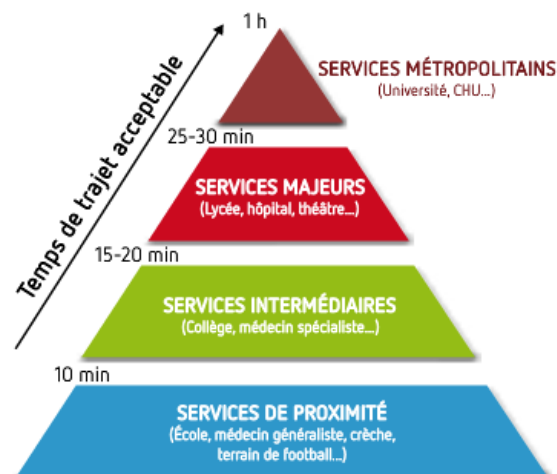 1 h
SERVICES MÉTROPOLITAINS
(Université, CHU...)
Temps de trajet acceptable
25-30 min
SERVICES MAJEURS
(Lycée, hôpital, théâtre...)
15-20 min
SERVICES INTERMÉDIAIRES
(Collège, médecin spécialiste...)
10 min
SERVICES DE PROXIMITÉ
(École, médecin généraliste, crèche,
terrain de football...)